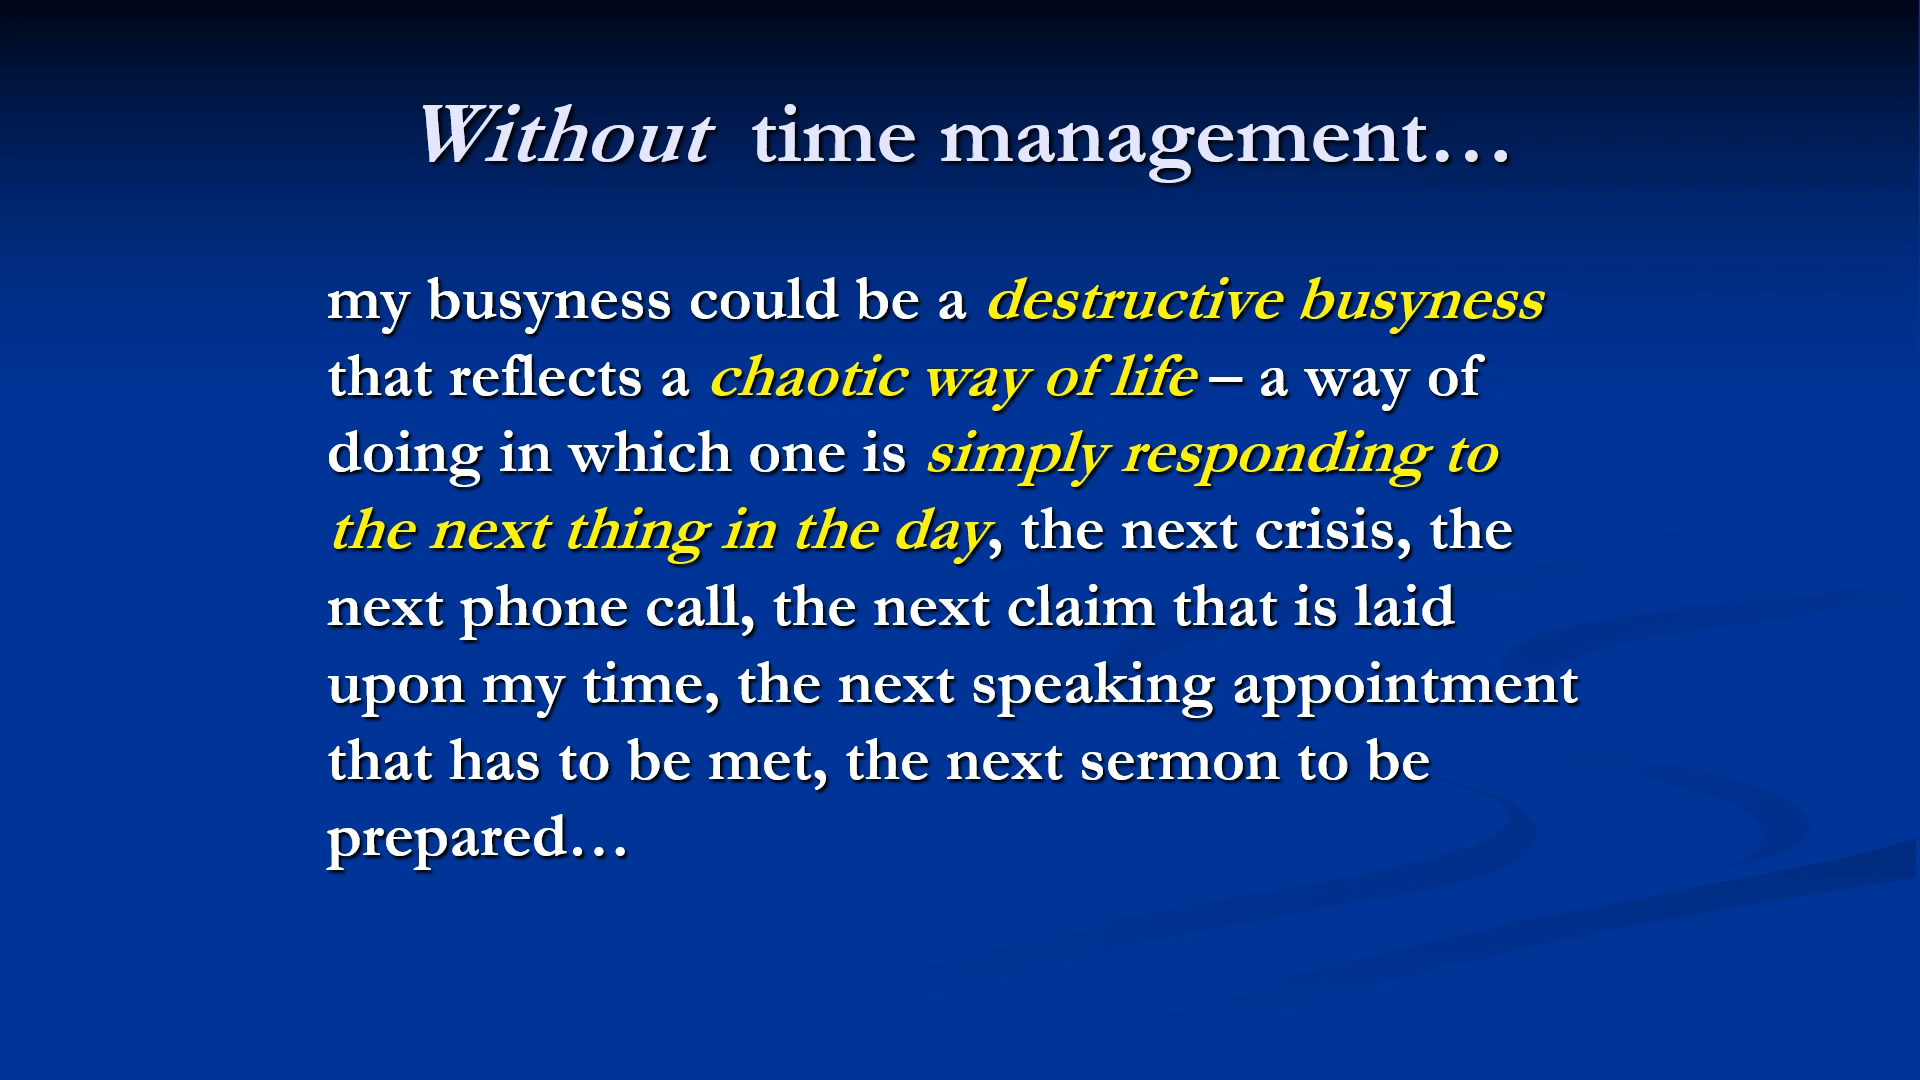 Without time management…
my busyness could be a destructive busyness
that reflects a chaotic way of life – a way of
doing in which one is simply responding to
the next thing in the day, the next crisis, the
next phone call, the next claim that is laid
upon my time, the next speaking appointment
that has to be met, the next sermon to be
prepared…